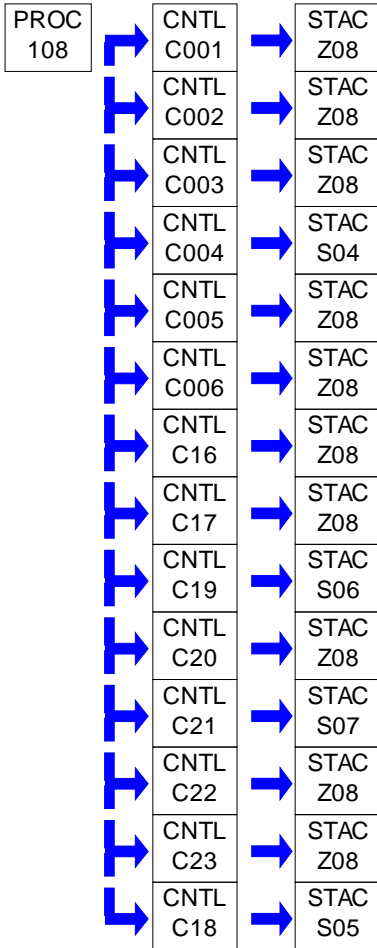 PROC
108
CNTL
C001
STAC
Z08
CNTL
C002
STAC
Z08
CNTL
C003
STAC
Z08
CNTL
C004
STAC
S04
CNTL
C005
STAC
Z08
CNTL
C006
STAC
Z08
CNTL
C16
STAC
Z08
CNTL
C17
STAC
Z08
CNTL
C19
STAC
S06
CNTL
C20
STAC
Z08
CNTL
C21
STAC
S07
CNTL
C22
STAC
Z08
CNTL
C23
STAC
Z08
CNTL
C18
STAC
S05